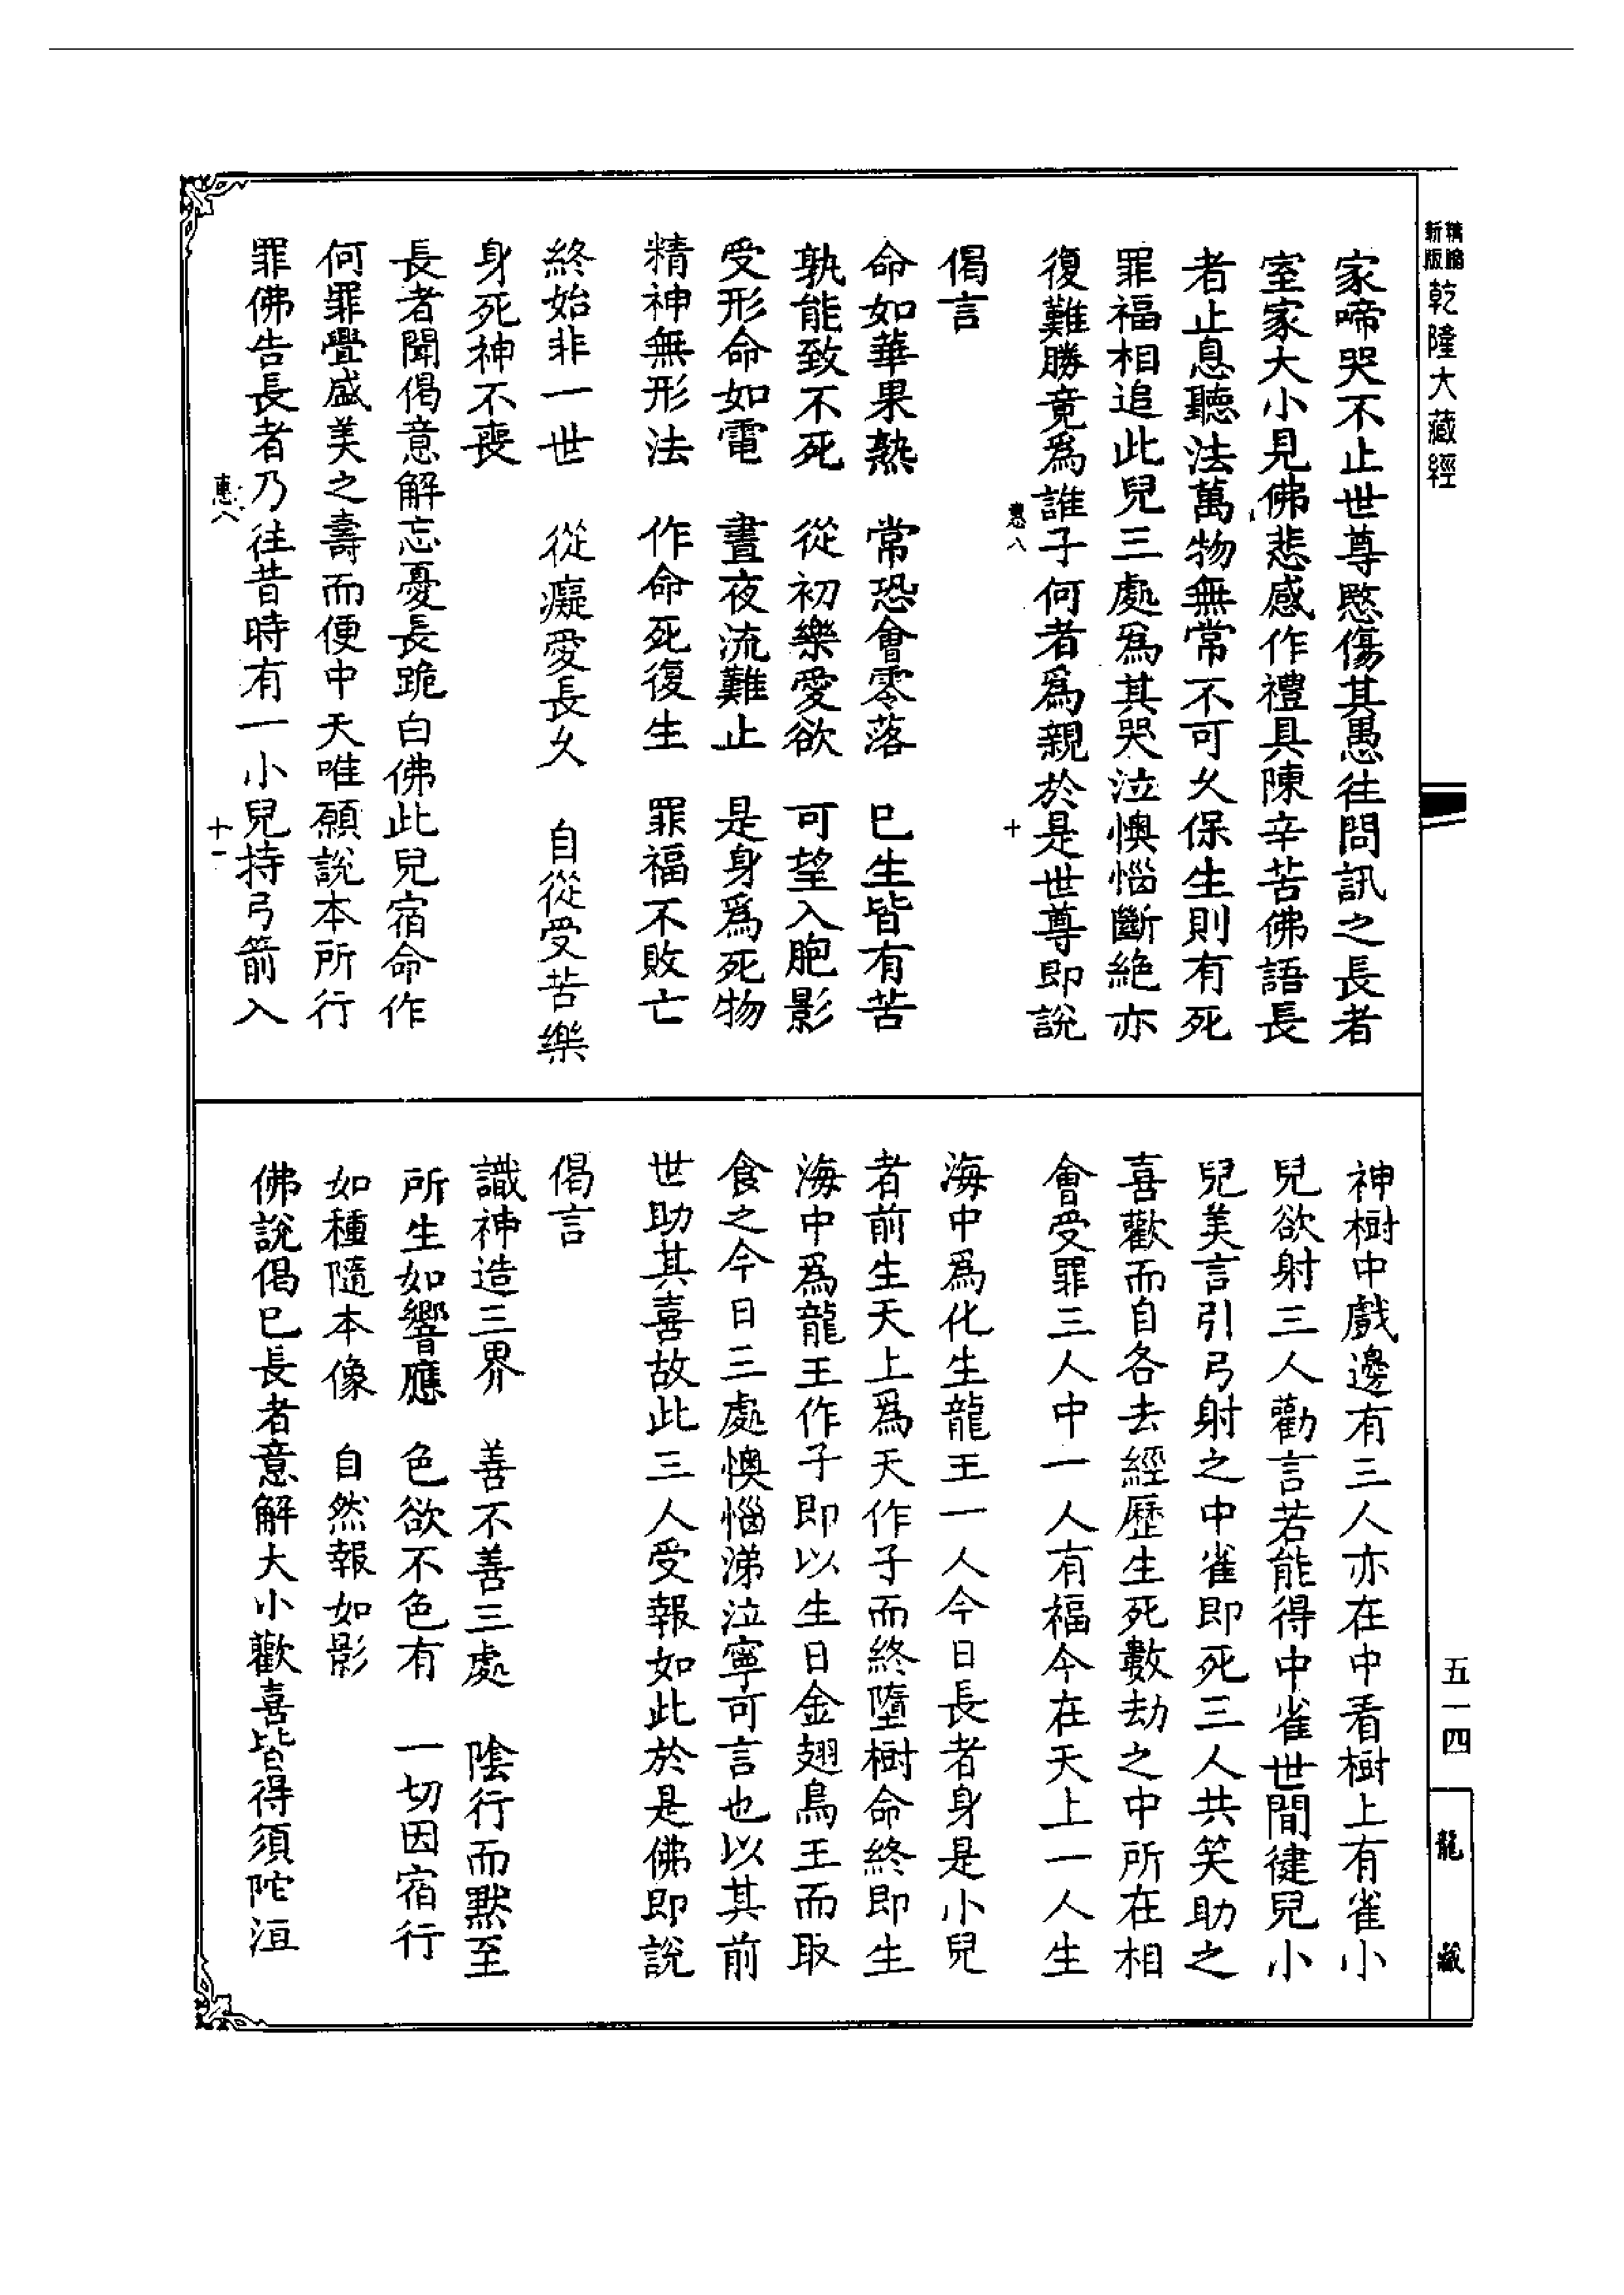 新版精縮乾隆大藏經
家啼哭不止世尊愍傷其愚往問訊之長者
室家大小見佛悲感作禮具陳辛苦佛語長
者止息聽法萬物無常不可久保生則有死
罪福相追此兒三處爲其哭泣懊惱斷絶亦
復難勝竟爲誰子何者爲親於是世尊即說
惠八 十
偈言
命如華果熟 常恐會零落 巳生皆有苦
孰能致不死 從初樂愛欲 可望入胞影
受形命如電 晝夜流難止 是身爲死物
精神無形法 作命死復生 罪福不敗亡
終始非一世 從癡愛長久 自從受苦樂
身死神不喪
長者聞偈意解忘憂長跪白佛此兒宿命作
何罪舋盛美之壽而便中夭唯願說本所行
罪佛告長者乃往昔時有一小兒持弓箭入
惠八 十一
神樹中戲邊有三人亦在中看樹上有雀小
兒欲射三人勸言若能得中雀世間健兒小
兒美言引弓射之中雀即死三人共笑助之
喜歡而自各去經歷生死數劫之中所在相
會受罪三人中一人有福今在天上一人生
海中爲化生龍王一人今日長者身是小兒
者前生天上爲天作子而終墮樹命終即生
海中爲龍王作子即以生日金翅鳥王而取
食之今日三處懊惱涕泣寧可言也以其前
世助其喜故此三人受報如此於是佛即說
偈言
識神造三界 善不善三處 陰行而默至
所生如響應 色欲不色有 一切因宿行
如種隨本像 自然報如影
佛說偈巳長者意解大小歡喜皆得須陀洹
五一四
龍藏